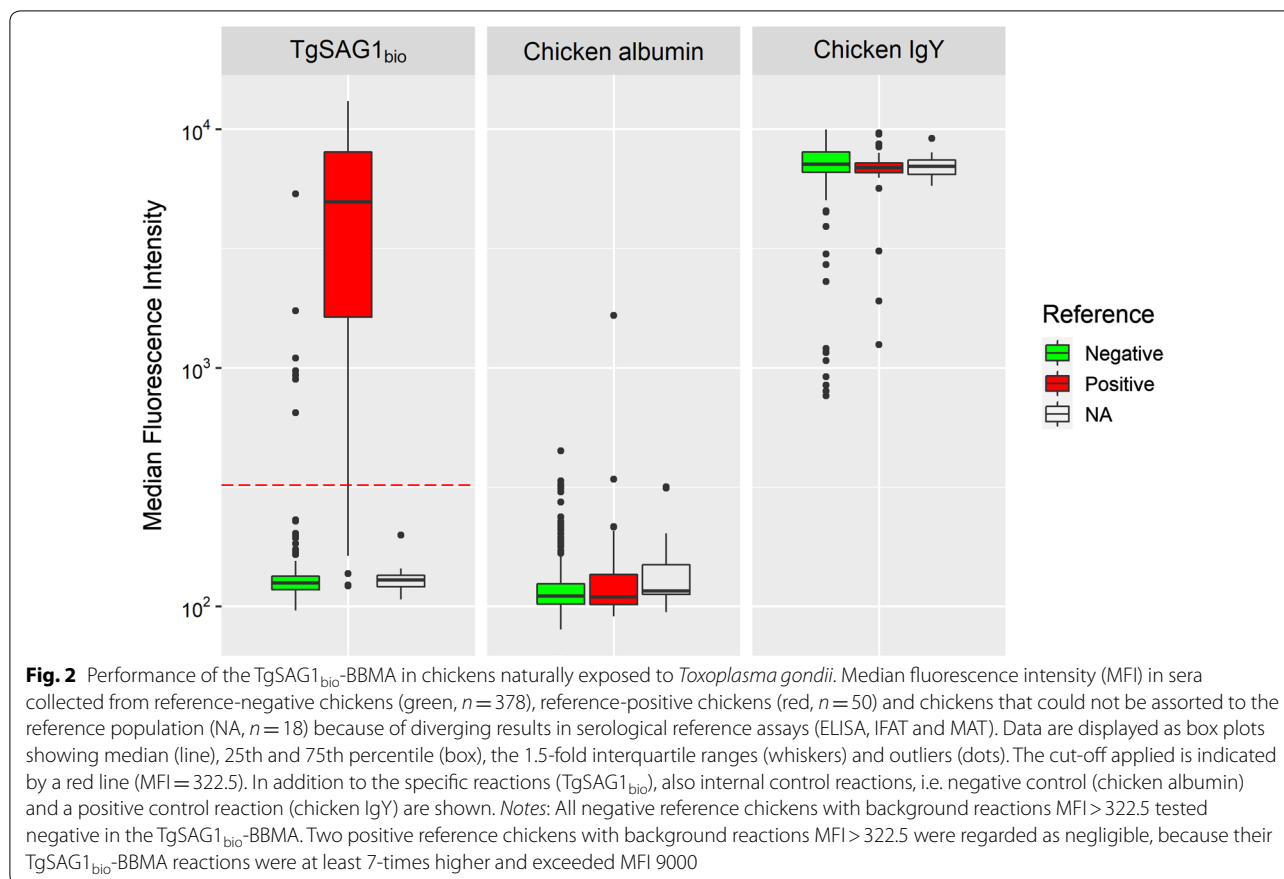 TgSAG1bio
Chicken albumin
Chicken IgY
Median Fluorescence Intensity
10⁴
10³
10²
Reference
Negative
Positive
NA
Fig. 2 Performance of the TgSAG1bio-BBMA in chickens naturally exposed to Toxoplasma gondii. Median fluorescence intensity (MFI) in sera
collected from reference-negative chickens (green, n = 378), reference-positive chickens (red, n = 50) and chickens that could not be assorted to the
reference population (NA, n = 18) because of diverging results in serological reference assays (ELISA, IFAT and MAT). Data are displayed as box plots
showing median (line), 25th and 75th percentile (box), the 1.5-fold interquartile ranges (whiskers) and outliers (dots). The cut-off applied is indicated
by a red line (MFI = 322.5). In addition to the specific reactions (TgSAG1bio), also internal control reactions, i.e. negative control (chicken albumin)
and a positive control reaction (chicken IgY) are shown. Notes: All negative reference chickens with background reactions MFI > 322.5 tested
negative in the TgSAG1bio-BBMA. Two positive reference chickens with background reactions MFI > 322.5 were regarded as negligible, because their
TgSAG1bio-BBMA reactions were at least 7-times higher and exceeded MFI 9000